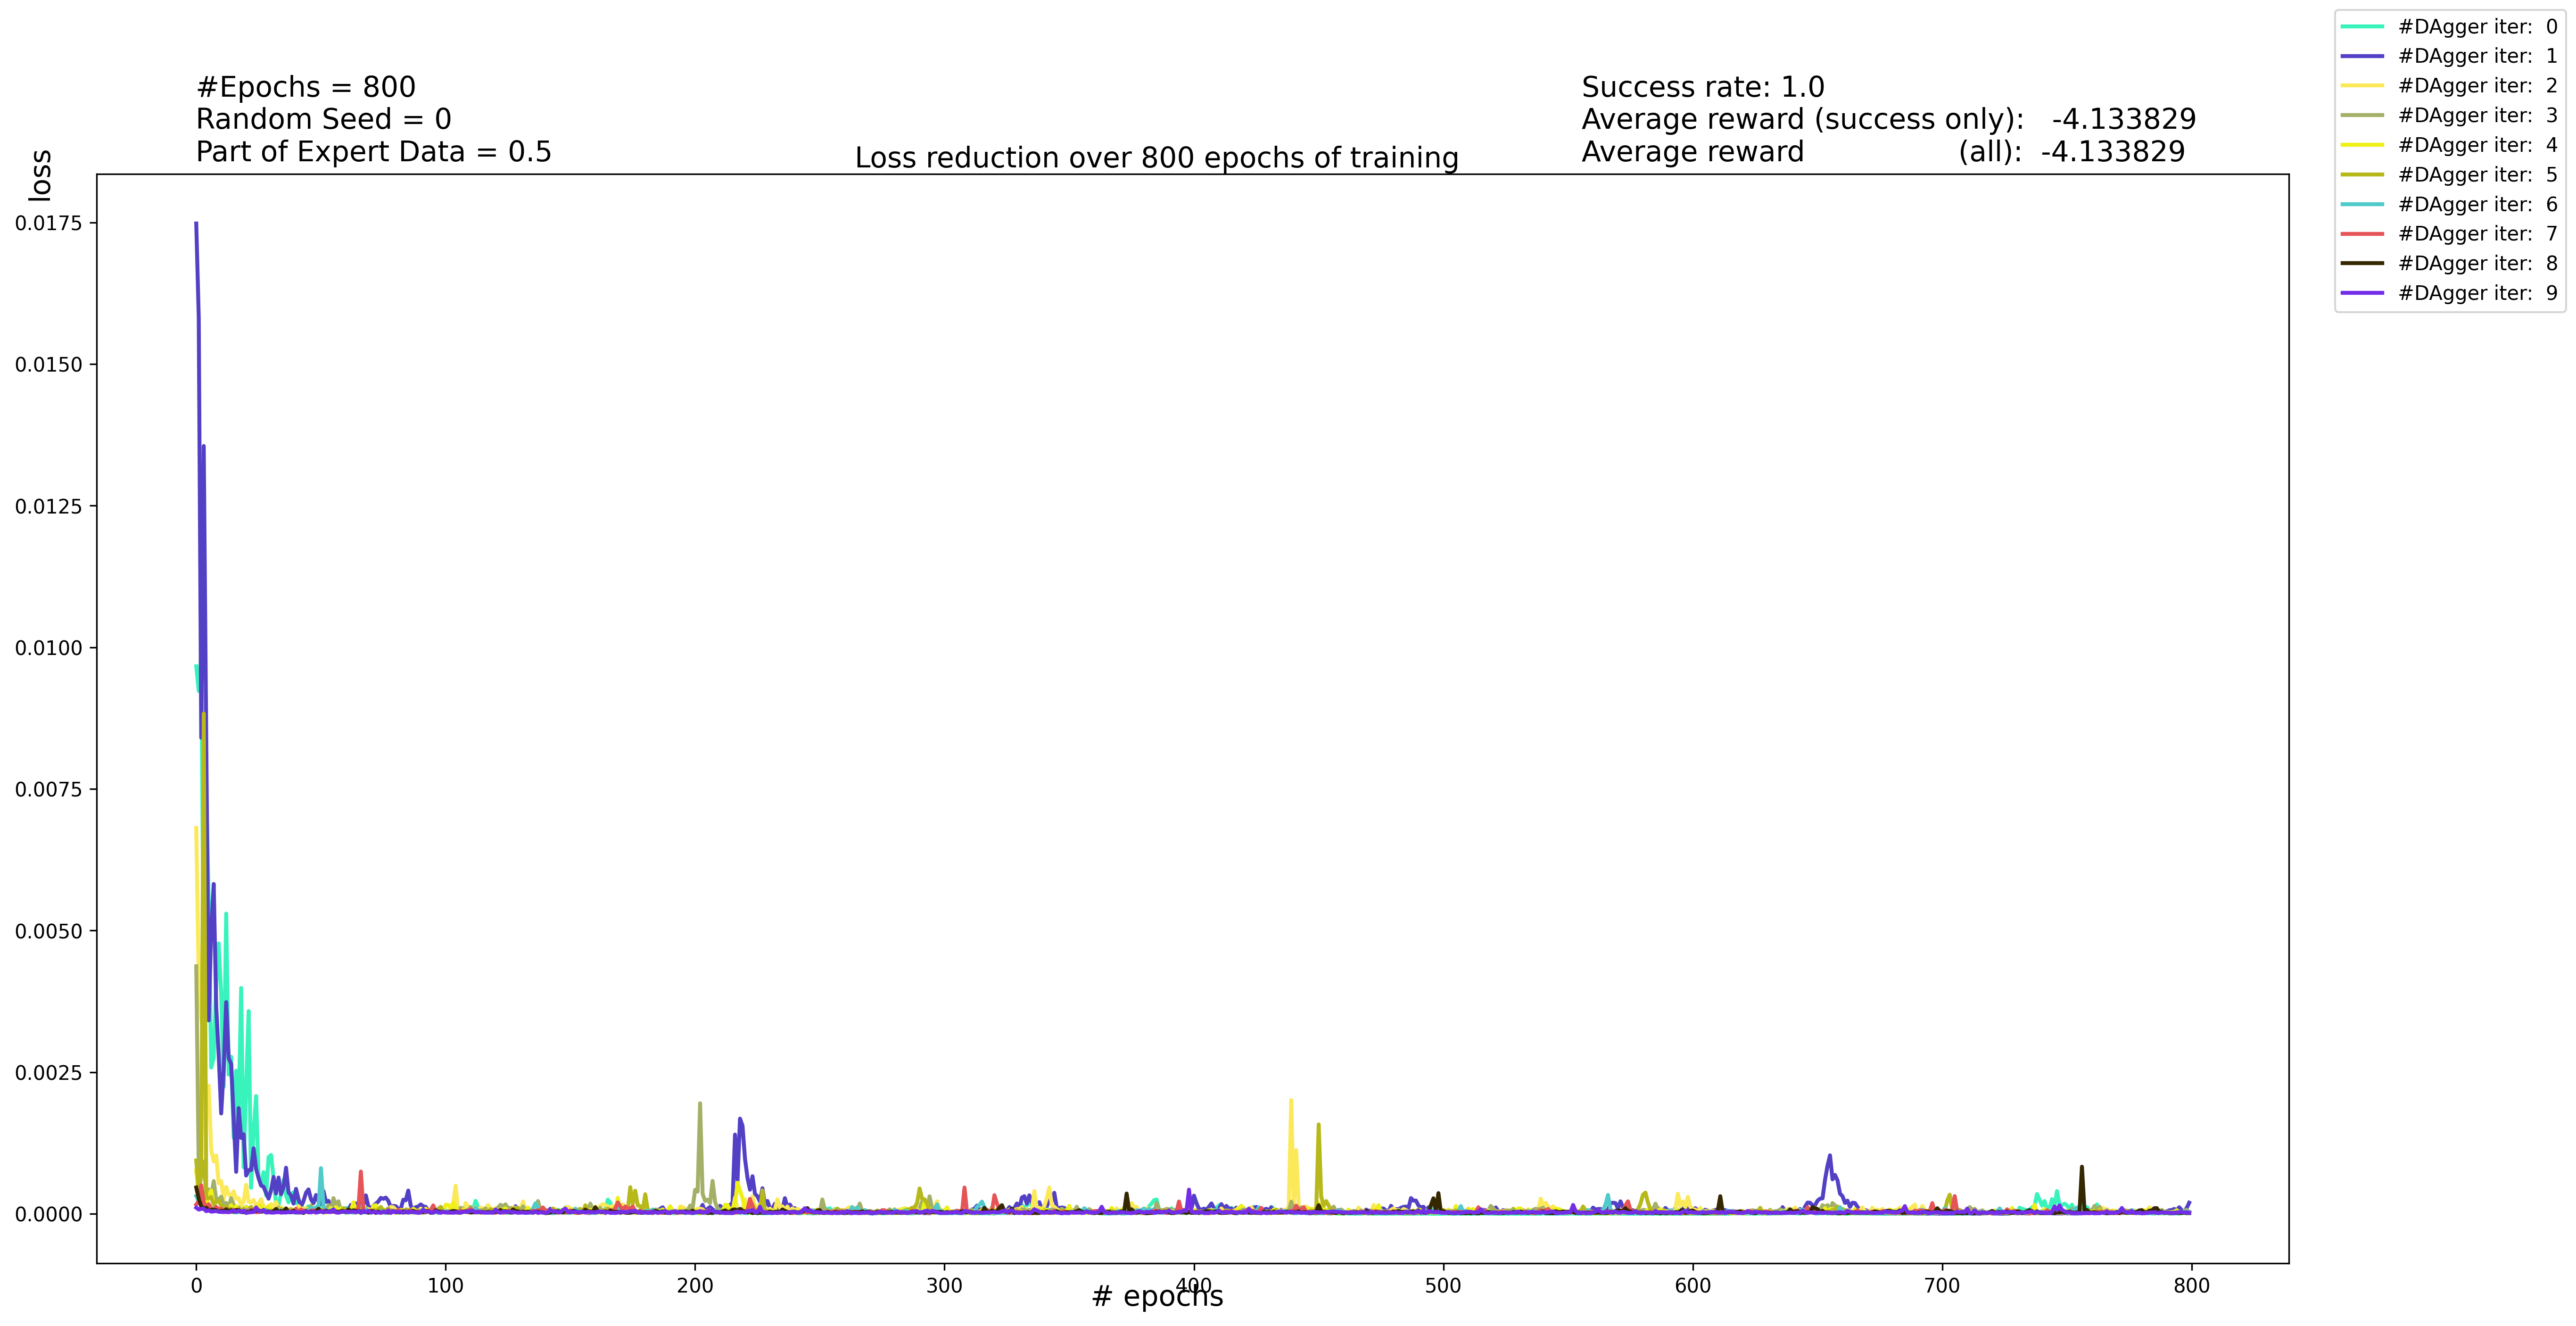 #Epochs = 800
Random Seed = 0
Part of Expert Data = 0.5
Success rate: 1.0
Average reward (success only): -4.133829
Average reward (all): -4.133829
Loss reduction over 800 epochs of training
loss
0.0175
0.0150
0.0125
0.0100
0.0075
0.0050
0.0025
0.0000
0 100 200 300 400 500 600 700 800
# epochs
#DAgger iter: 0
#DAgger iter: 1
#DAgger iter: 2
#DAgger iter: 3
#DAgger iter: 4
#DAgger iter: 5
#DAgger iter: 6
#DAgger iter: 7
#DAgger iter: 8
#DAgger iter: 9